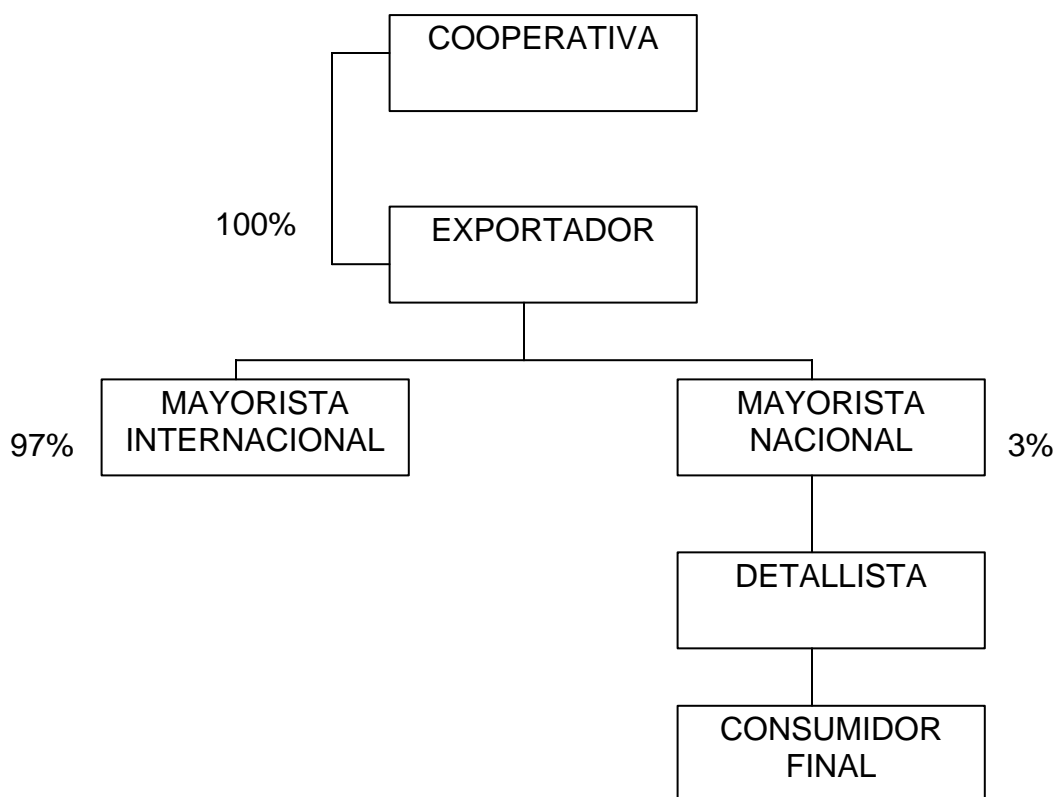 COOPERATIVA
100%
EXPORTADOR
MAYORISTA
INTERNACIONAL
97%
MAYORISTA
NACIONAL
3%
DETALLISTA
CONSUMIDOR
FINAL